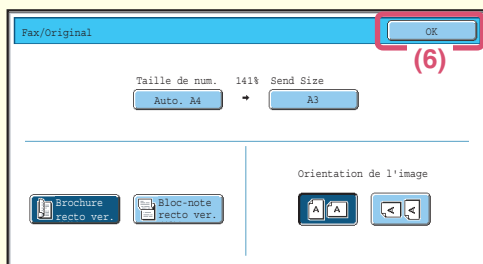 Fax/Original
OK
(6)
Taille de num. 141% Send Size
Auto. A4 → A3
Orientation de l'image
Brochure
recto ver.
Bloc-note
recto ver.
A A A A